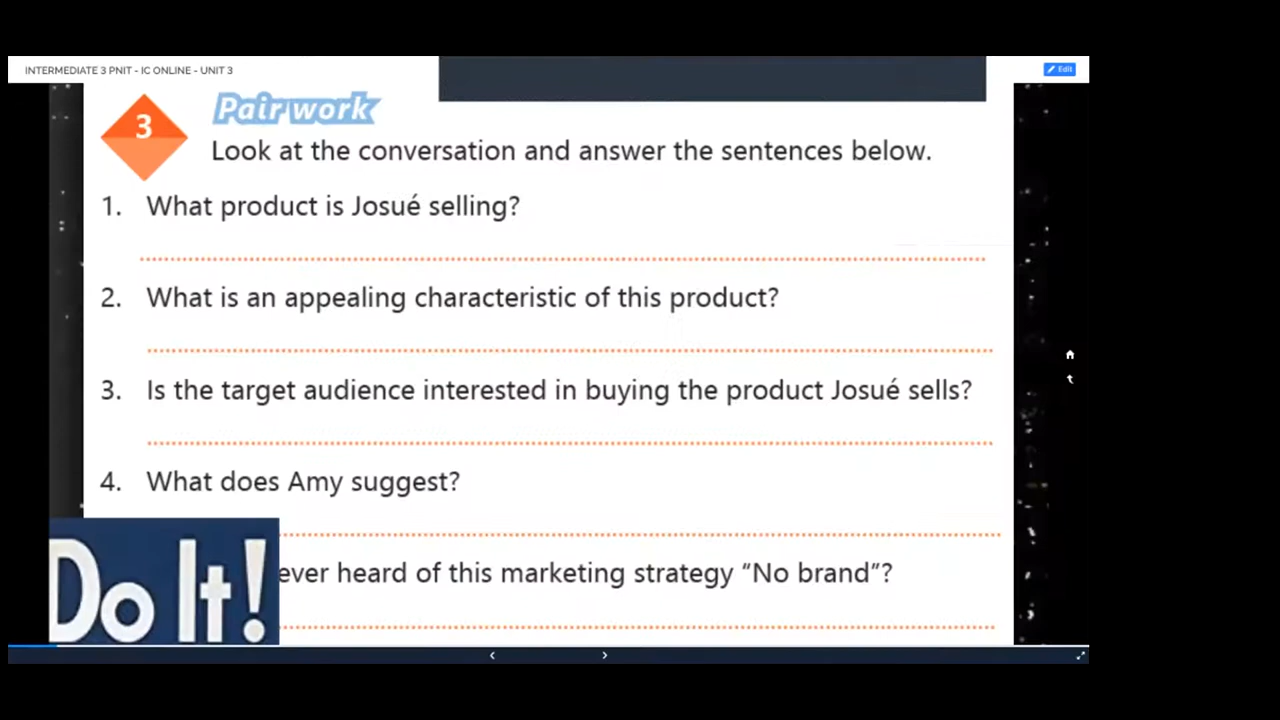 INTERMEDIATE 3 PNIT - IC ONLINE - UNIT 3
Edit
3
Pair work
Look at the conversation and answer the sentences below.
1. What product is Josué selling?
2. What is an appealing characteristic of this product?
3. Is the target audience interested in buying the product Josué sells?
4. What does Amy suggest?
ever heard of this marketing strategy “No brand”?
Do It!